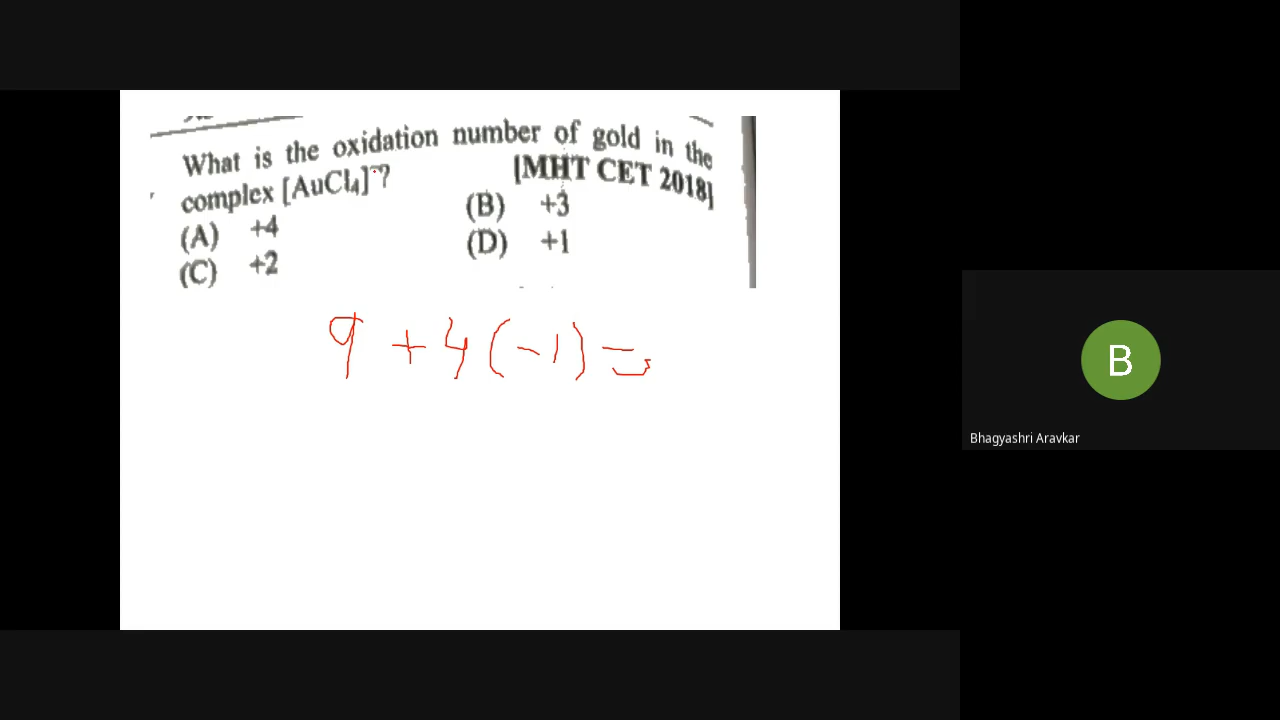 What is the oxidation number of gold in the
complex [AuCl₄]⁻? [MHT CET 2018]
(A) +4 (B) +3
(C) +2 (D) +1
9 + 4 (-1) =
B
Bhagyashri Aravkar